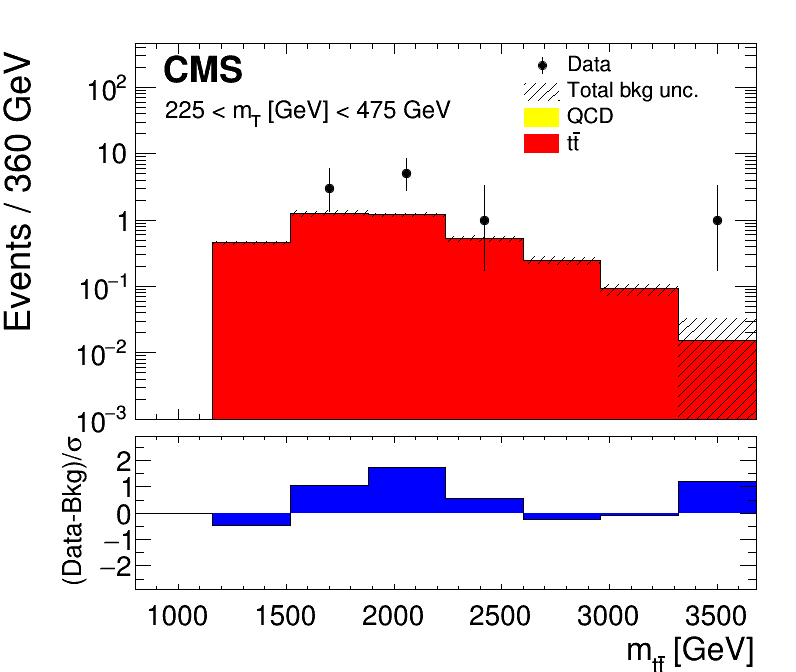 CMS
225 < m_T [GeV] < 475 GeV
Data
Total bkg unc.
QCD
tt̄
Events / 360 GeV
10²
10
1
10⁻¹
10⁻²
10⁻³
(Data-Bkg)/σ
2
1
0
−1
−2
1000 1500 2000 2500 3000 3500
m_tt̄ [GeV]